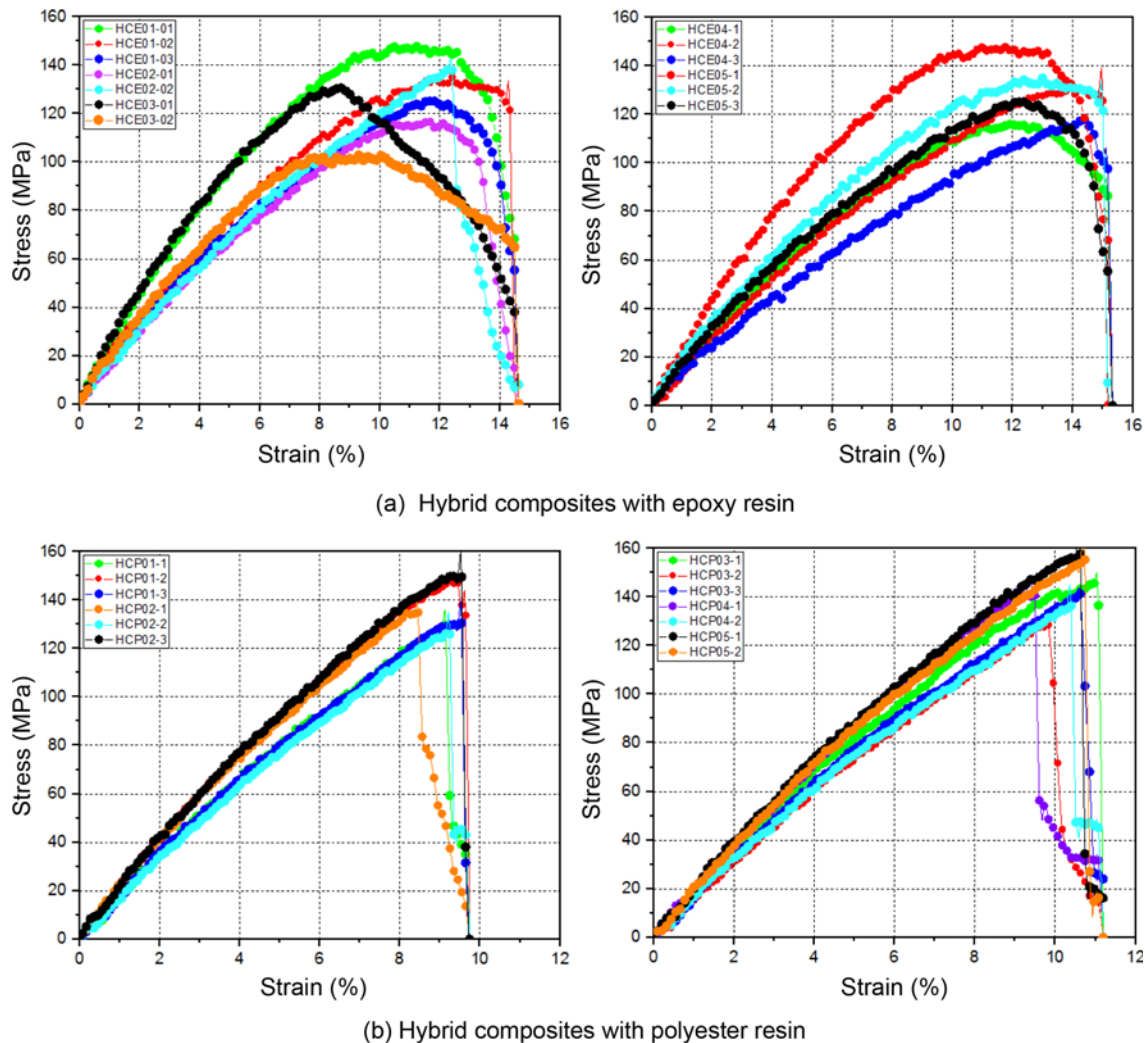 HCE01-01
HCE01-02
HCE01-03
HCE02-01
HCE02-02
HCE03-01
HCE03-02
160
140
120
100
80
60
40
20
0
Stress (MPa)
0 2 4 6 8 10 12 14 16
Strain (%)
HCE04-1
HCE04-2
HCE04-3
HCE05-1
HCE05-2
HCE05-3
160
140
120
100
80
60
40
20
0
Stress (MPa)
0 2 4 6 8 10 12 14 16
Strain (%)
(a) Hybrid composites with epoxy resin
HCP01-1
HCP01-2
HCP01-3
HCP02-1
HCP02-2
HCP02-3
160
140
120
100
80
60
40
20
0
Stress (MPa)
0 2 4 6 8 10 12
Strain (%)
HCP03-1
HCP03-2
HCP03-3
HCP04-1
HCP04-2
HCP05-1
HCP05-2
160
140
120
100
80
60
40
20
0
Stress (MPa)
0 2 4 6 8 10 12
Strain (%)
(b) Hybrid composites with polyester resin